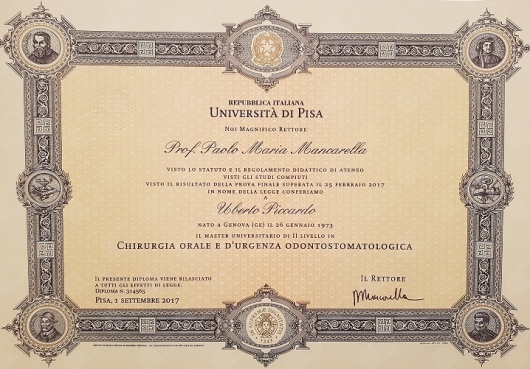 REPUBBLICA ITALIANA
UNIVERSITÀ DI PISA
NOI MAGNIFICO RETTORE
Prof. Paolo Maria Mancarella
VISTO LO STATUTO E IL REGOLAMENTO DIDATTICO DI ATENEO
VISTI GLI STUDI COMPIUTI
VISTO IL RISULTATO DELLA PROVA FINALE SUPERATA IL 25 FEBBRAIO 2017
IN NOME DELLA LEGGE CONFERIAMO
A
Uberto Piccardo
NATO A GENOVA (GE) IL 26 GENNAIO 1973
IL MASTER UNIVERSITARIO DI II LIVELLO IN
CHIRURGIA ORALE E D'URGENZA ODONTOSTOMATOLOGICA
IL PRESENTE DIPLOMA VIENE RILASCIATO
A TUTTI GLI EFFETTI DI LEGGE.
DIPLOMA N. 314565
PISA, 1 SETTEMBRE 2017
IL RETTORE